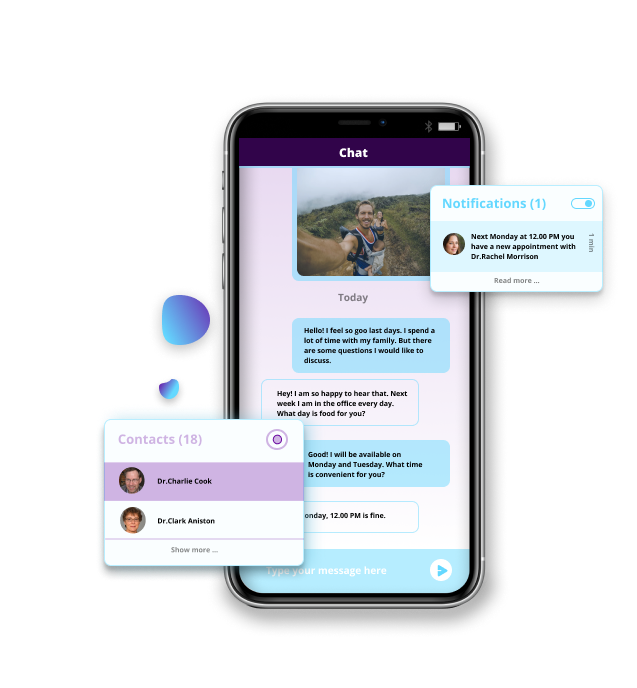 Chat
Notifications (1)
Next Monday at 12.00 PM you
have a new appointment with
Dr.Rachel Morrison
1 min
Read more ...
Today
Hello! I feel so goo last days. I spend a
lot of time with my family. But there
are some questions I would like to
discuss.
Hey! I am so happy to hear that. Next
week I am in the office every day.
What day is food for you?
Good! I will be available on
Monday and Tuesday. What time
is convenient for you?
onday, 12.00 PM is fine.
Type your message here
Contacts (18)
Dr.Charlie Cook
Dr.Clark Aniston
Show more ...